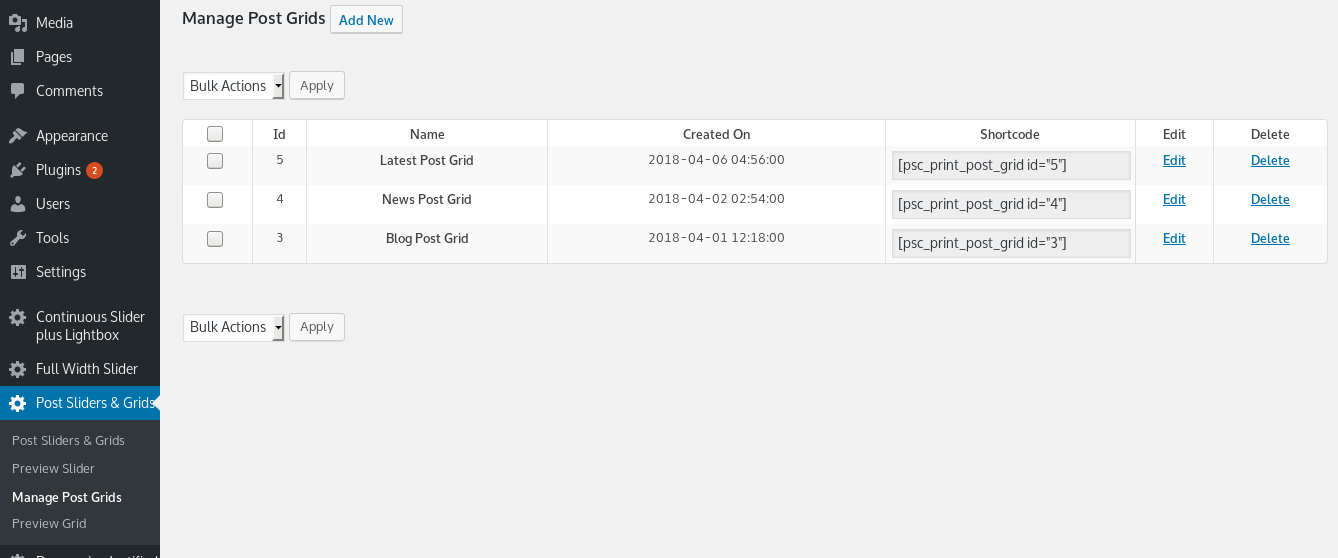 Media
Pages
Comments
Appearance
Plugins 2
Users
Tools
Settings
Continuous Slider
plus Lightbox
Full Width Slider
Post Sliders & Grids
Post Sliders & Grids
Preview Slider
Manage Post Grids
Preview Grid
Manage Post Grids Add New
Bulk Actions Apply
Id Name Created On Shortcode Edit Delete
5 Latest Post Grid 2018-04-06 04:56:00 [psc_print_post_grid id="5"] Edit Delete
4 News Post Grid 2018-04-02 02:54:00 [psc_print_post_grid id="4"] Edit Delete
3 Blog Post Grid 2018-04-01 12:18:00 [psc_print_post_grid id="3"] Edit Delete
Bulk Actions Apply